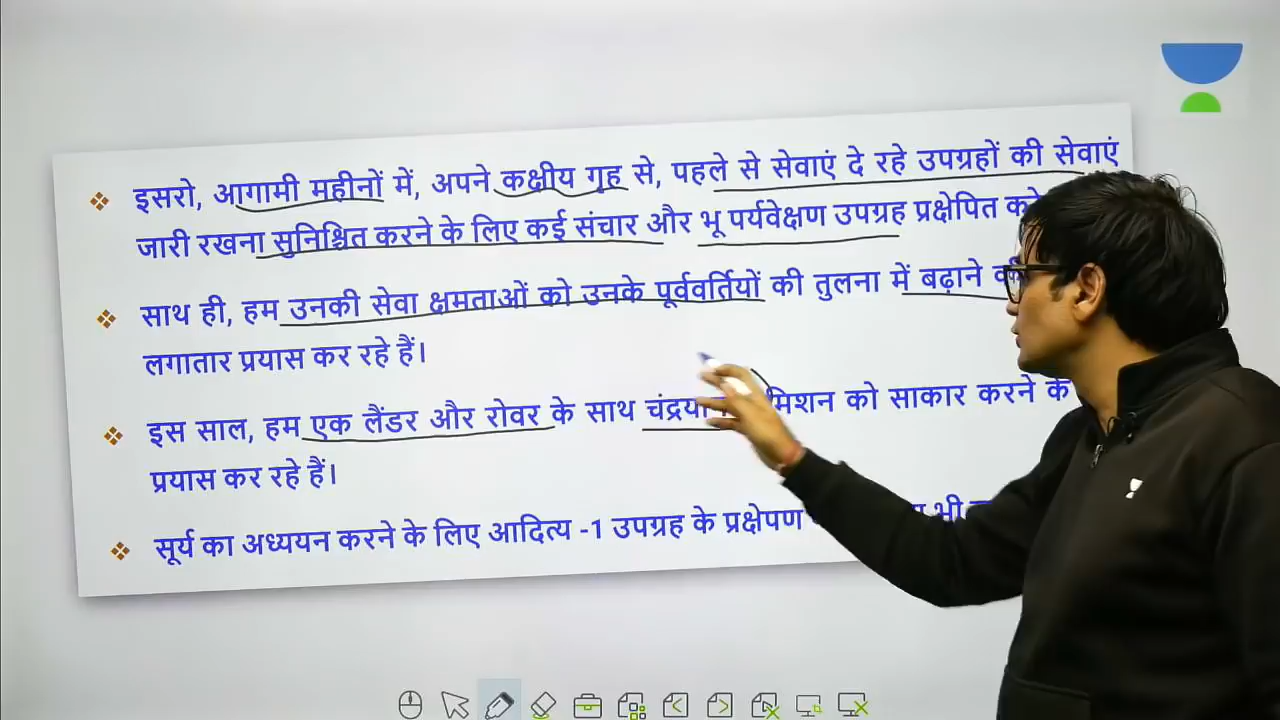 इसरो, आगामी महीनों में, अपने कक्षीय गृह से, पहले से सेवाएं दे रहे उपग्रहों की सेवाएं
जारी रखना सुनिश्चित करने के लिए कई संचार और भू पर्यवेक्षण उपग्रह प्रक्षेपित
साथ ही, हम उनकी सेवा क्षमताओं को उनके पूर्ववर्तियों की तुलना में बढ़ाने
लगातार प्रयास कर रहे हैं।
इस साल, हम एक लैंडर और रोवर के साथ मिशन को साकार करने के
प्रयास कर रहे हैं।
सूर्य का अध्ययन करने के लिए आदित्य -1 उपग्रह के प्रक्षेपण भी